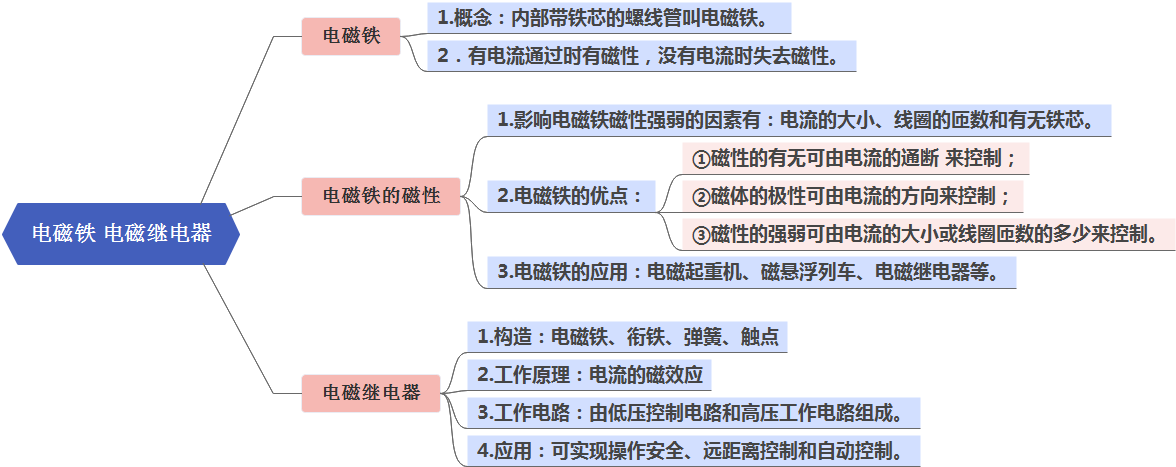 电磁铁 电磁继电器
电磁铁
1.概念：内部带铁芯的螺线管叫电磁铁。
2．有电流通过时有磁性，没有电流时失去磁性。
电磁铁的磁性
1.影响电磁铁磁性强弱的因素有：电流的大小、线圈的匝数和有无铁芯。
2.电磁铁的优点：
①磁性的有无可由电流的通断 来控制；
②磁体的极性可由电流的方向来控制；
③磁性的强弱可由电流的大小或线圈匝数的多少来控制。
3.电磁铁的应用：电磁起重机、磁悬浮列车、电磁继电器等。
电磁继电器
1.构造：电磁铁、衔铁、弹簧、触点
2.工作原理：电流的磁效应
3.工作电路：由低压控制电路和高压工作电路组成。
4.应用：可实现操作安全、远距离控制和自动控制。